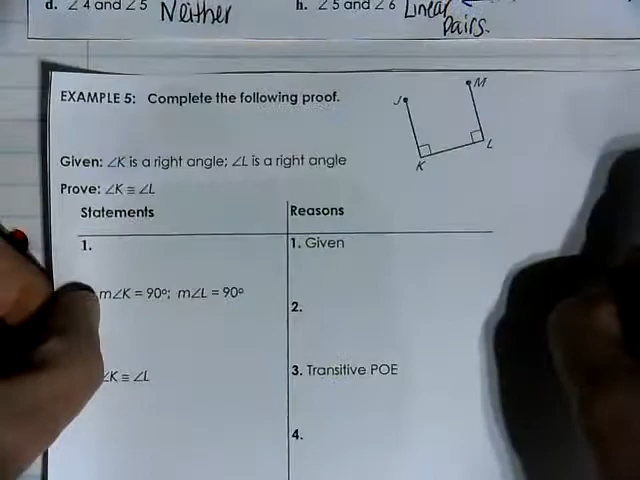 d. ∠4 and ∠5 Neither h. ∠5 and ∠6 Linear
Pairs.
EXAMPLE 5: Complete the following proof.
J M
K L
Given: ∠K is a right angle; ∠L is a right angle
Prove: ∠K ≅ ∠L
Statements Reasons
1. 1. Given
m∠K = 90°; m∠L = 90°
2.
3. Transitive POE
∠K ≅ ∠L
4.